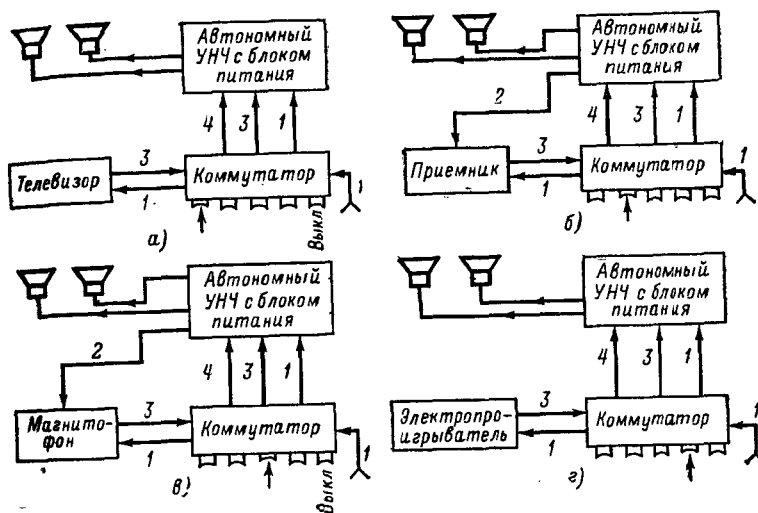 Автономный
УНЧ с блоком
питания
4
3
1
Телевизор
3
1
Коммутатор
1
Выкл
а)
Автономный
УНЧ с блоком
питания
2
4
3
1
Приемник
3
1
Коммутатор
1
б)
Автономный
УНЧ с блоком
питания
2
4
3
1
Магнито-
фон
3
1
Коммутатор
1
Выкл
в)
Автономный
УНЧ с блоком
питания
4
3
1
Электропро-
игрыватель
3
1
Коммутатор
1
г)